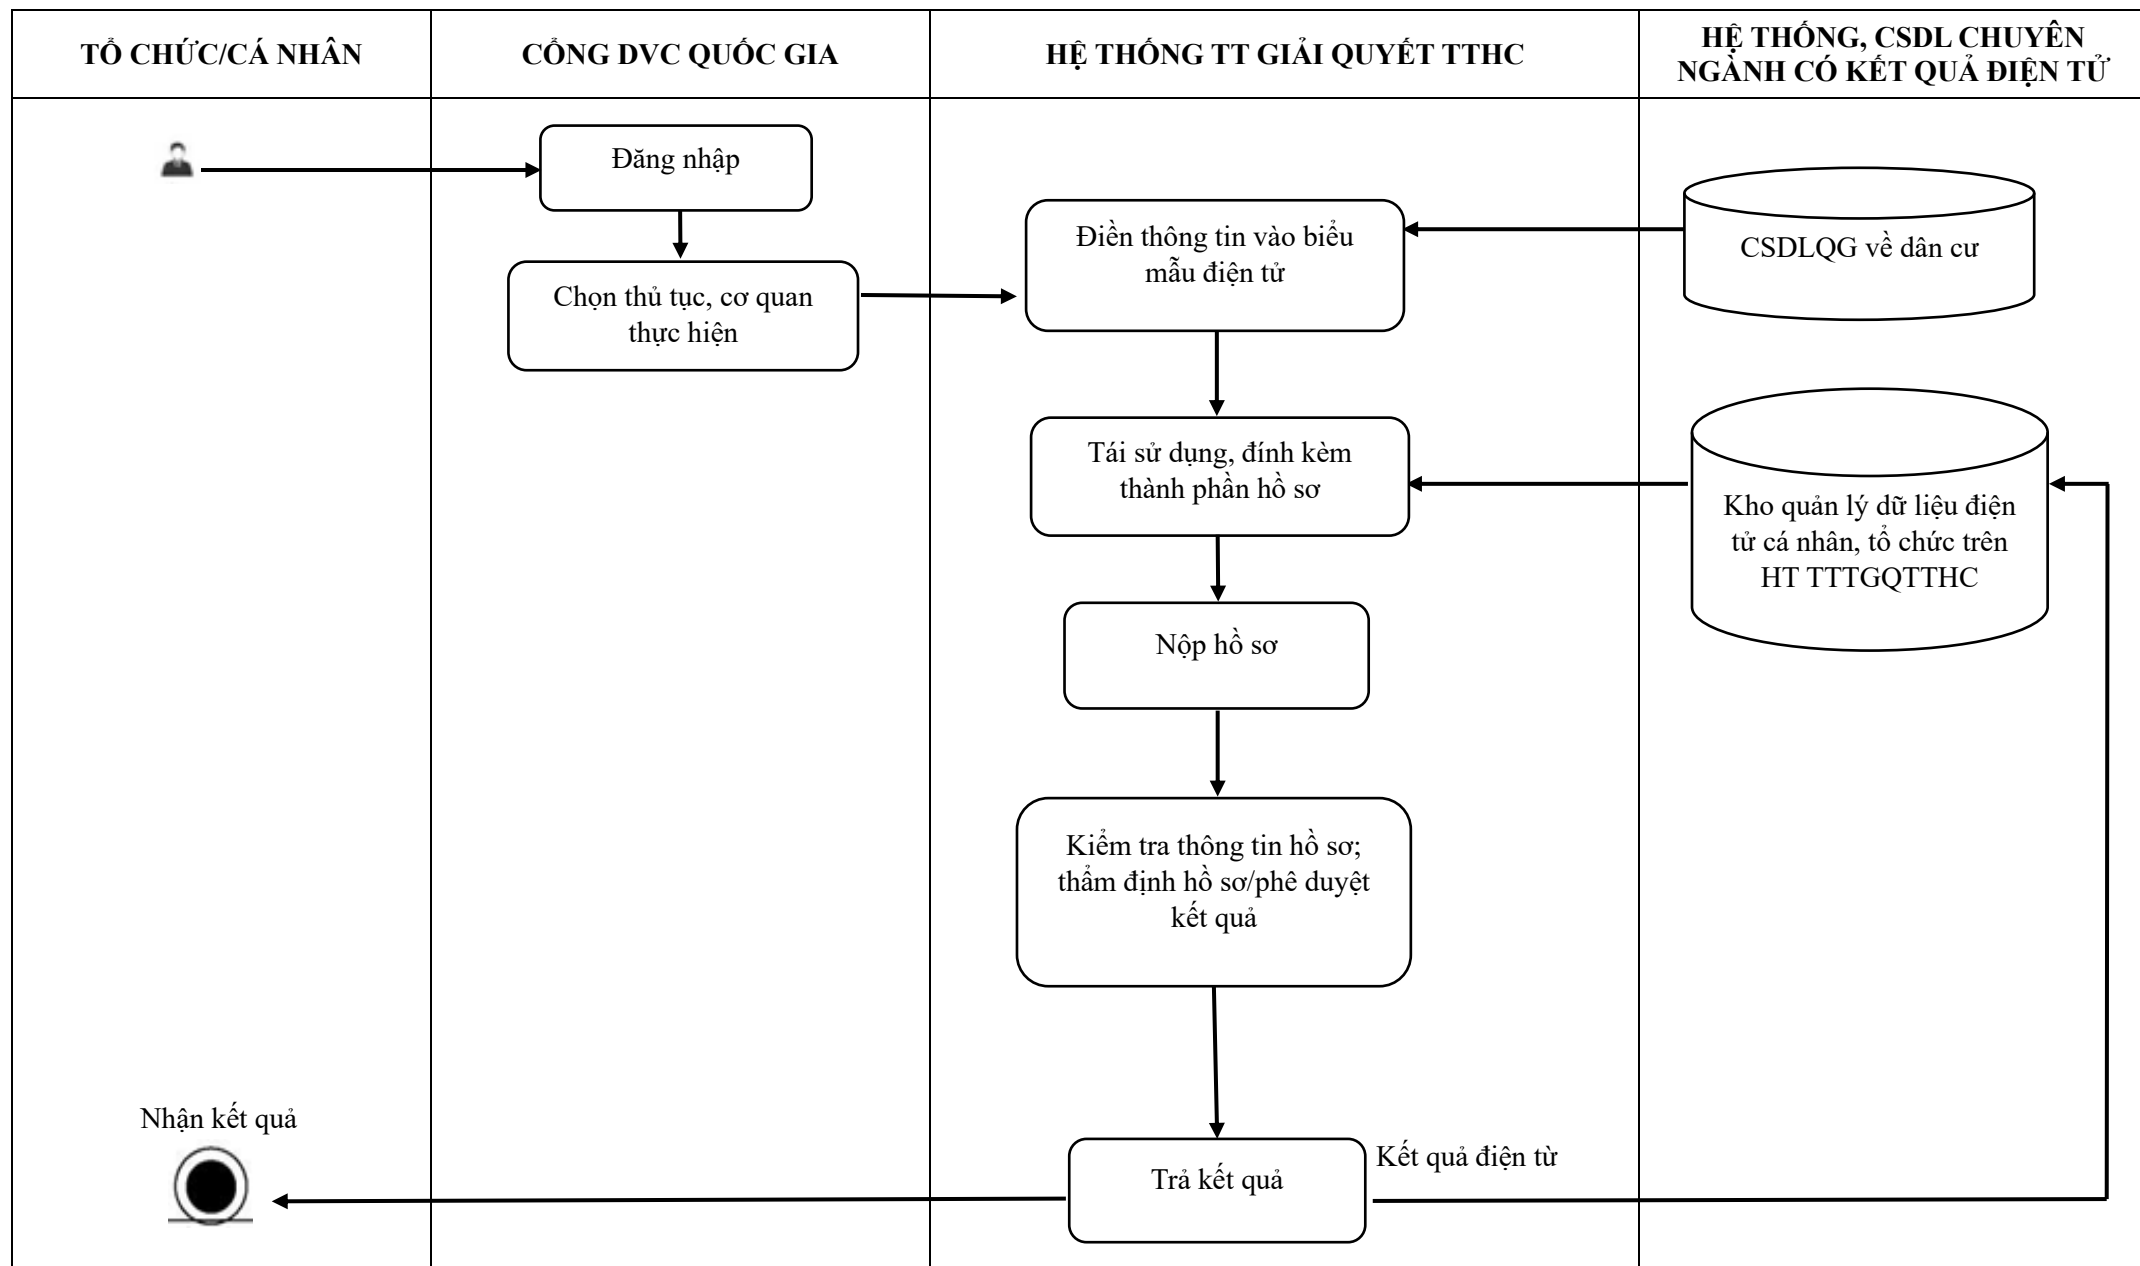 TỔ CHỨC/CÁ NHÂN
CỔNG DVC QUỐC GIA
HỆ THỐNG TT GIẢI QUYẾT TTHC
HỆ THỐNG, CSDL CHUYÊN
NGÀNH CÓ KẾT QUẢ ĐIỆN TỬ
Đăng nhập
Chọn thủ tục, cơ quan
thực hiện
Điền thông tin vào biểu
mẫu điện tử
CSDLQG về dân cư
Tái sử dụng, đính kèm
thành phần hồ sơ
Kho quản lý dữ liệu điện
tử cá nhân, tổ chức trên
HT TTTGQTTHC
Nộp hồ sơ
Kiểm tra thông tin hồ sơ;
thẩm định hồ sơ/phê duyệt
kết quả
Nhận kết quả
Trả kết quả
Kết quả điện từ